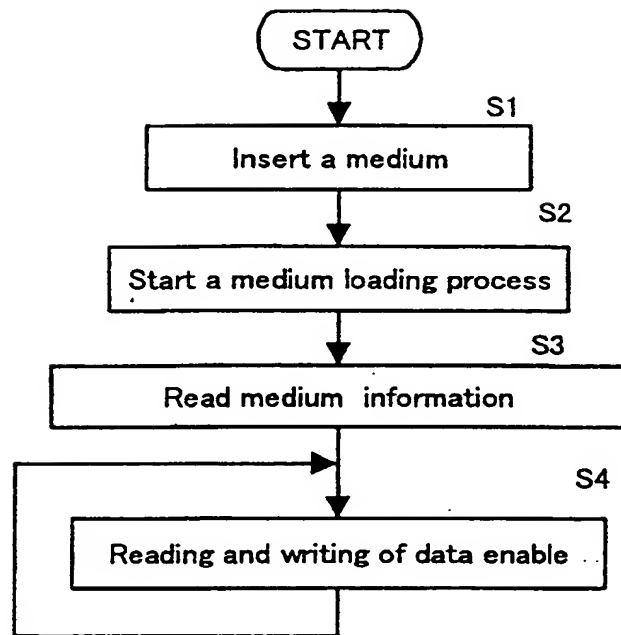 START
S1
Insert a medium
S2
Start a medium loading process
S3
Read medium information
S4
Reading and writing of data enable